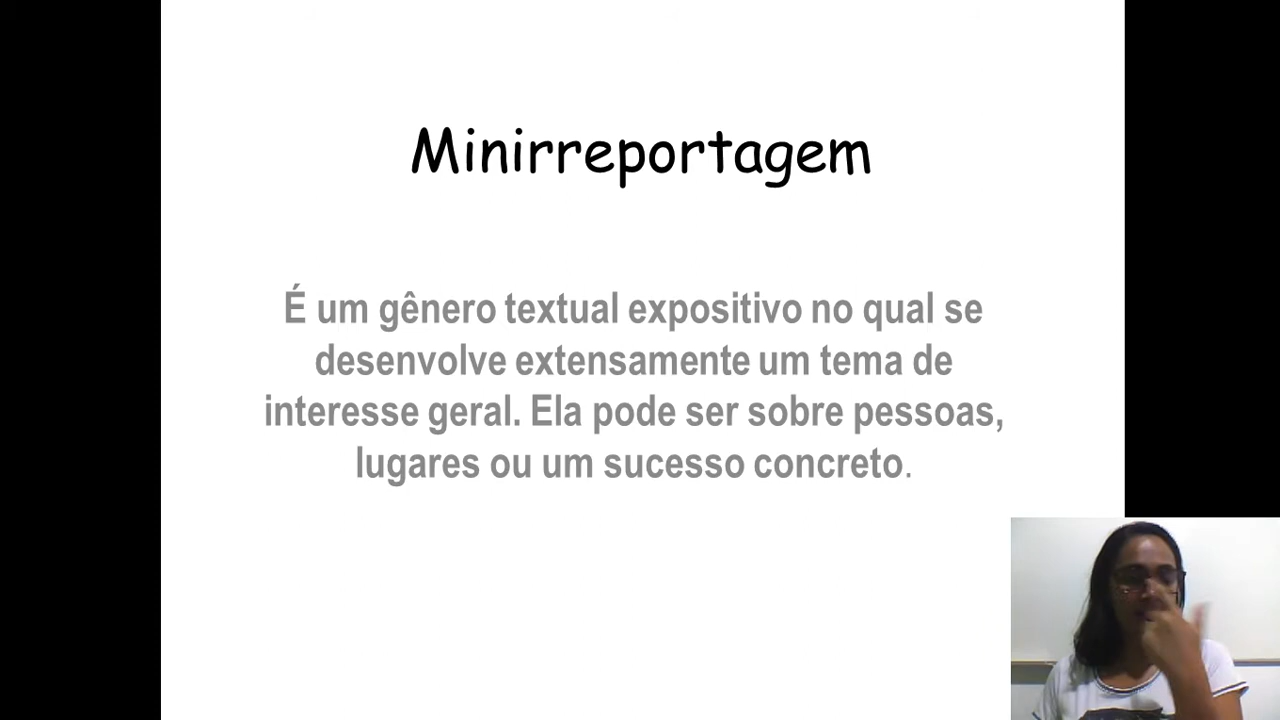 Minirreportagem
É um gênero textual expositivo no qual se
desenvolve extensamente um tema de
interesse geral. Ela pode ser sobre pessoas,
lugares ou um sucesso concreto.